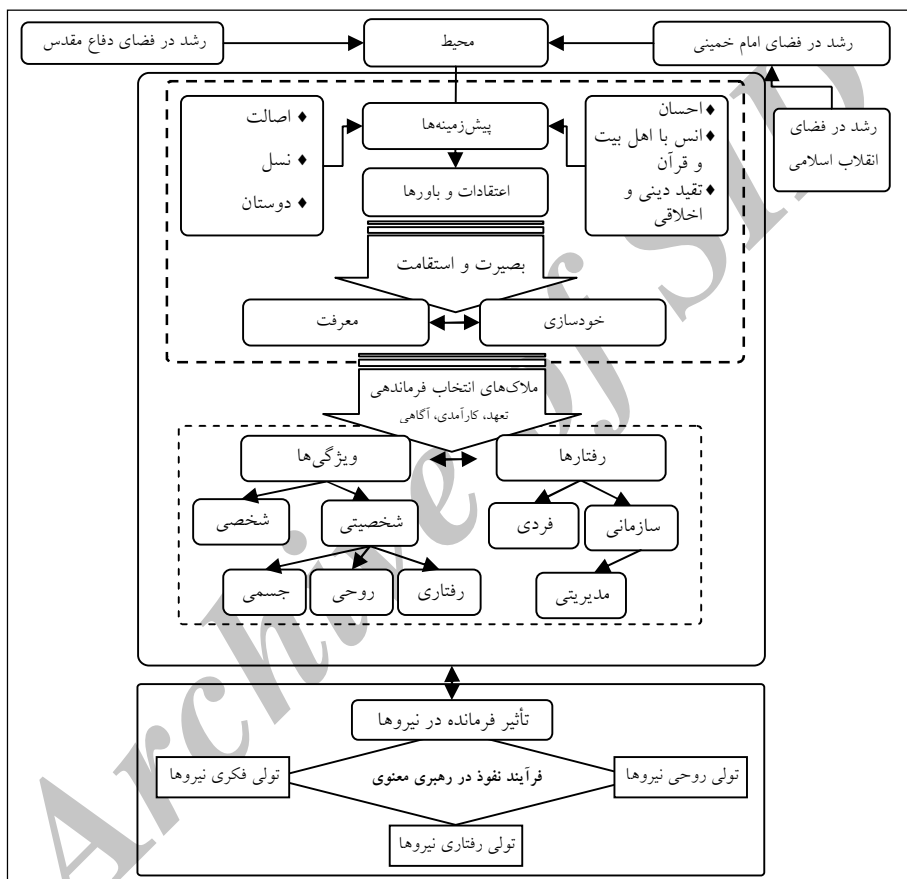 رشد در فضای امام خمینی
محیط
رشد در فضای دفاع مقدس
رشد در فضای
انقلاب اسلامی
♦ احسان
♦ انس با اهل بیت
و قرآن
♦ تقید دینی و
اخلاقی
پیش‌زمینه‌ها
♦ اصالت
♦ نسل
♦ دوستان
اعتقادات و باورها
بصیرت و استقامت
خودسازی
معرفت
ملاک‌های انتخاب فرماندهی
تعهد، کارآمدی، آگاهی
رفتارها
ویژگی‌ها
سازمانی
فردی
شخصیتی
شخصی
مدیریتی
رفتاری
روحی
جسمی
تأثیر فرمانده در نیروها
تولی روحی نیروها
فرآیند نفوذ در رهبری معنوی
تولی فکری نیروها
تولی رفتاری نیروها
Archive of SID